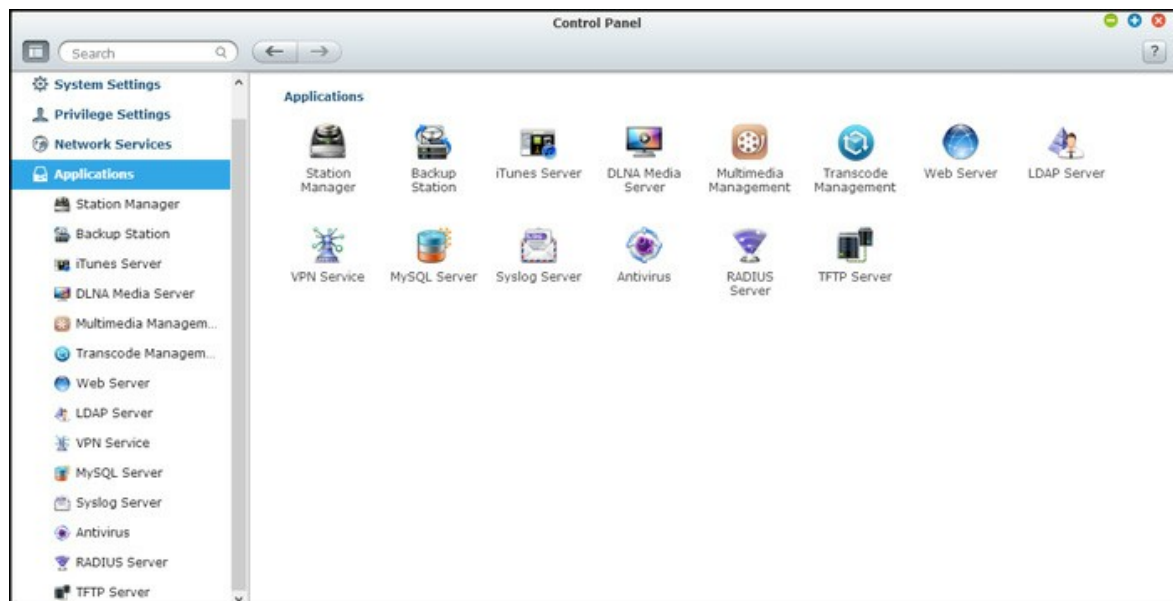 Control Panel
Search
?
System Settings
Privilege Settings
Network Services
Applications
Station Manager
Backup Station
iTunes Server
DLNA Media Server
Multimedia Managem...
Transcode Managem...
Web Server
LDAP Server
VPN Service
MySQL Server
Syslog Server
Antivirus
RADIUS Server
TFTP Server
Applications
Station
Manager
Backup
Station
iTunes Server
DLNA Media
Server
Multimedia
Management
Transcode
Management
Web Server
LDAP Server
VPN Service
MySQL Server
Syslog Server
Antivirus
RADIUS
Server
TFTP Server